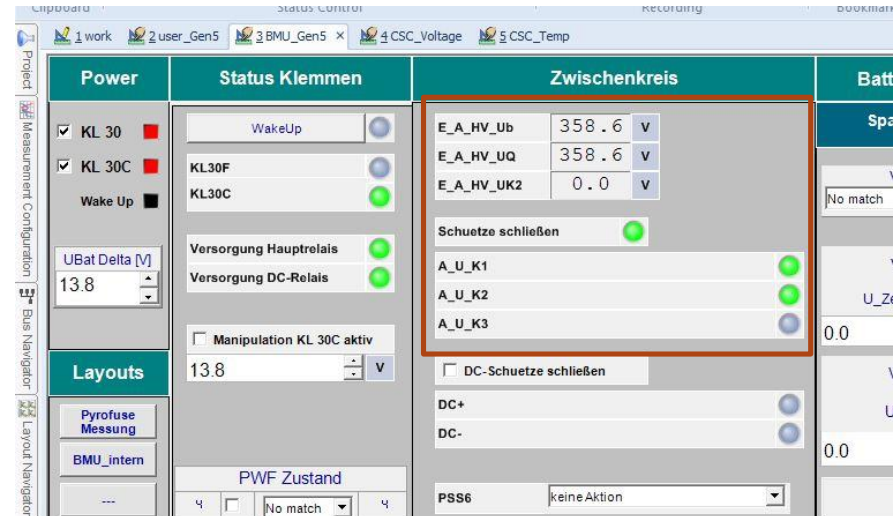 Clipboard
Status Control
Recording
Bookmark
1 work
2 user_Gen5
3 BMU_Gen5 ×
4 CSC_Voltage
5 CSC_Temp
Project
Measurement Configuration
Bus Navigator
Layout Navigator
Power
KL 30
KL 30C
Wake Up
UBat Delta [V]
13.8
Layouts
Pyrofuse
Messung
BMU_intern
---
Status Klemmen
WakeUp
KL30F
KL30C
Versorgung Hauptrelais
Versorgung DC-Relais
Manipulation KL 30C aktiv
13.8 V
PWF Zustand
No match
Zwischenkreis
E_A_HV_Ub 358.6 V
E_A_HV_UQ 358.6 V
E_A_HV_UK2 0.0 V
Schuetze schließen
A_U_K1
A_U_K2
A_U_K3
DC-Schuetze schließen
DC+
DC-
PSS6 keine Aktion
Batt
Spa
V
No match
V
U_Ze
0.0
V
U
0.0